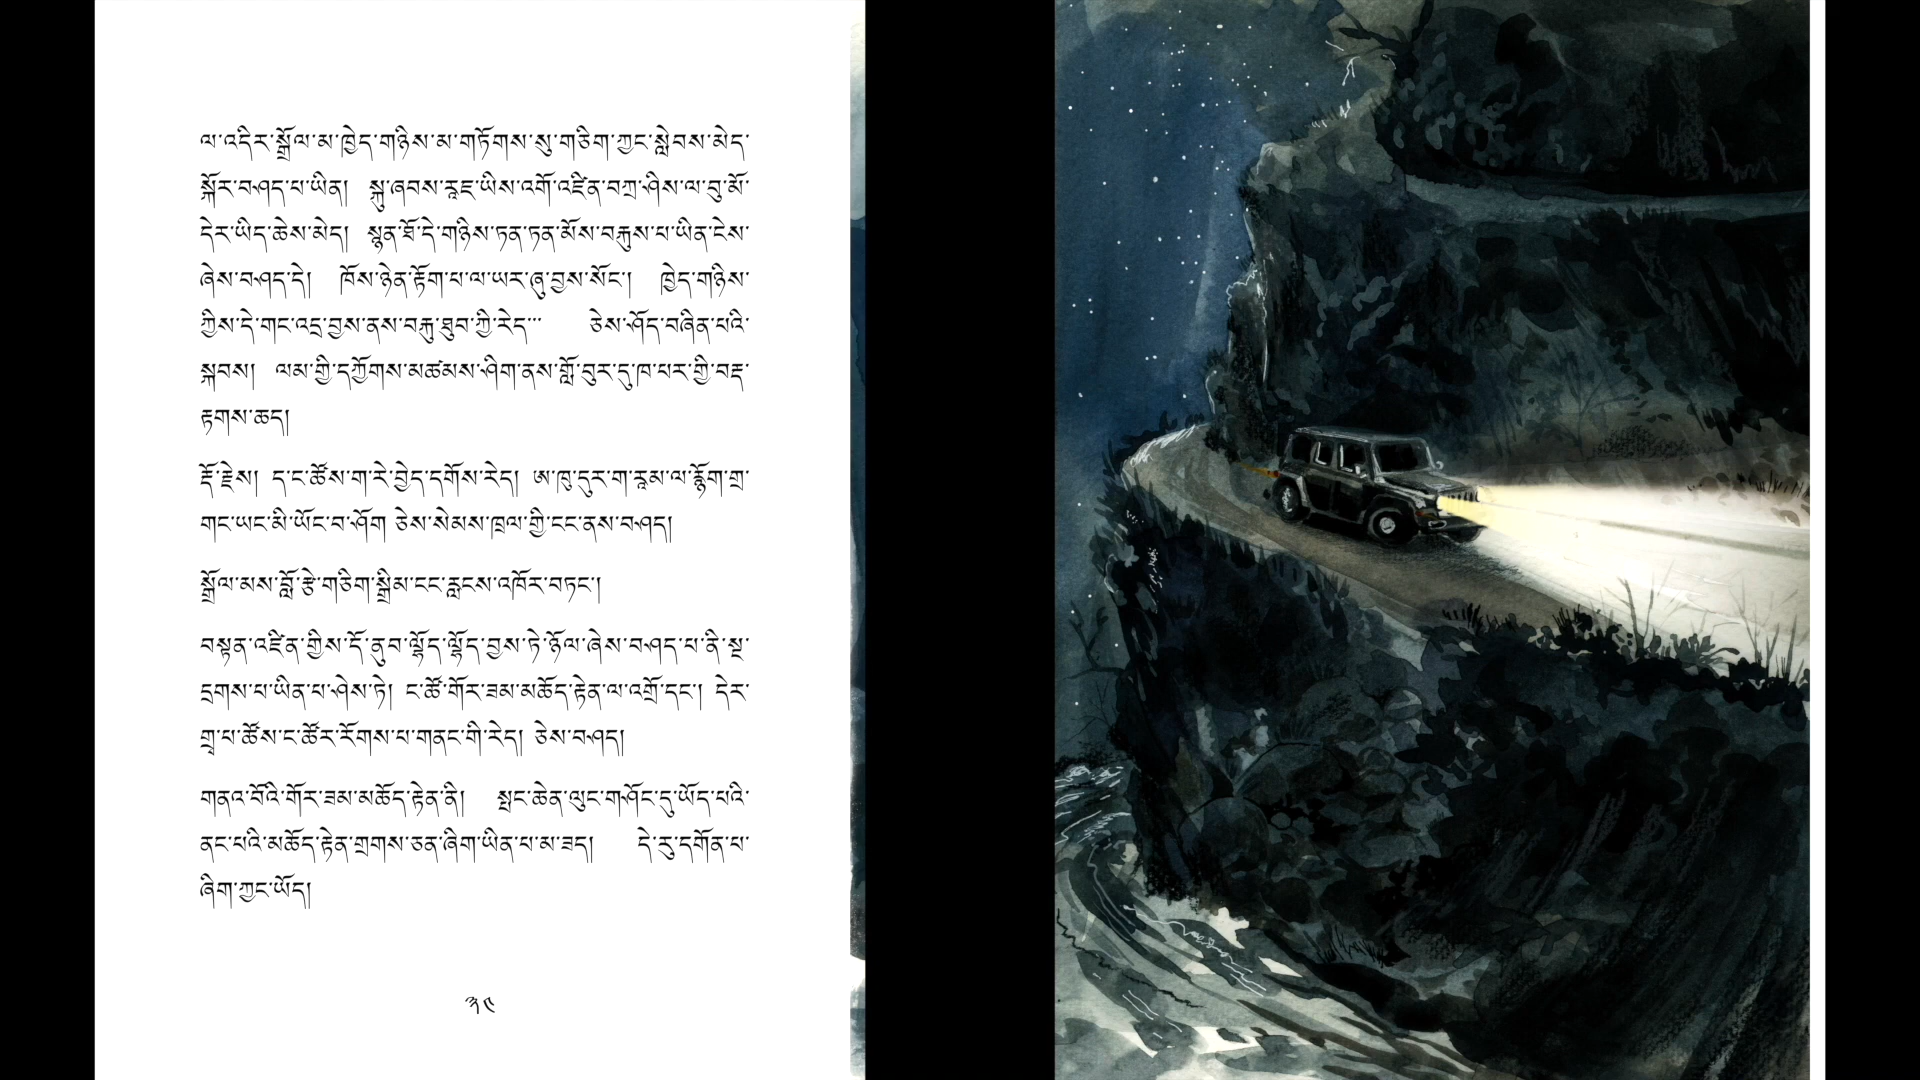 ལ་འདིར་སྒྲོལ་མ་ཁྱེད་གཉིས་མ་གཏོགས་སུ་གཅིག་ཀྱང་སླེབས་མེད་
སྐོར་བཤད་པ་ཡིན། སྐུ་ཞབས་རཱ་ཇ་ཡིས་འགོ་འཛིན་བཀྲ་ཤིས་ལ་བུ་མོ་
དེར་ཡིད་ཆེས་མེད། སྙན་ཐོ་དེ་གཉིས་ཏན་ཏན་མོས་བརྐུས་པ་ཡིན་ངེས་
ཞེས་བཤད་དེ། ཁོས་ཉེན་རྟོག་པ་ལ་ཡར་ཞུ་བྱས་སོང་། ཁྱེད་གཉིས་
ཀྱིས་དེ་གང་འདྲ་བྱས་ནས་བརྐུ་ཐུབ་ཀྱི་རེད་་་ ཅེས་ཤོད་བཞིན་པའི་
སྐབས། ལམ་གྱི་དཀྱོགས་མཚམས་ཤིག་ནས་གློ་བུར་དུ་ཁ་པར་གྱི་བརྡ་
རྟགས་ཆད།
རྡོ་རྗེས། ད་ང་ཚོས་ག་རེ་བྱེད་དགོས་རེད། ཨ་ཁུ་དུར་ག་རཱམ་ལ་རྙོག་གྲ་
གང་ཡང་མི་ཡོང་བ་ཤོག ཅེས་སེམས་ཁྲལ་གྱི་ངང་ནས་བཤད།
སྒྲོལ་མས་བློ་རྩེ་གཅིག་སྒྲིམ་ངང་རླངས་འཁོར་བཏང་།
བསྟན་འཛིན་གྱིས་དོ་ནུབ་ལྷོད་ལྷོད་བྱས་ཏེ་ཉོལ་ཞེས་བཤད་པ་ནི་སྔ་
དྲགས་པ་ཡིན་པ་ཤེས་ཏེ། ང་ཚོ་གོར་ཟམ་མཆོད་རྟེན་ལ་འགྲོ་དང་། དེར་
གྲྭ་པ་ཚོས་ང་ཚོར་རོགས་པ་གནང་གི་རེད། ཅེས་བཤད།
གནའ་བོའི་གོར་ཟམ་མཆོད་རྟེན་ནི། སྤང་ཆེན་ལུང་གཤོང་དུ་ཡོད་པའི་
ནང་པའི་མཆོད་རྟེན་གྲགས་ཅན་ཞིག་ཡིན་པ་མ་ཟད། དེ་རུ་དགོན་པ་
ཞིག་ཀྱང་ཡོད།
༣༩